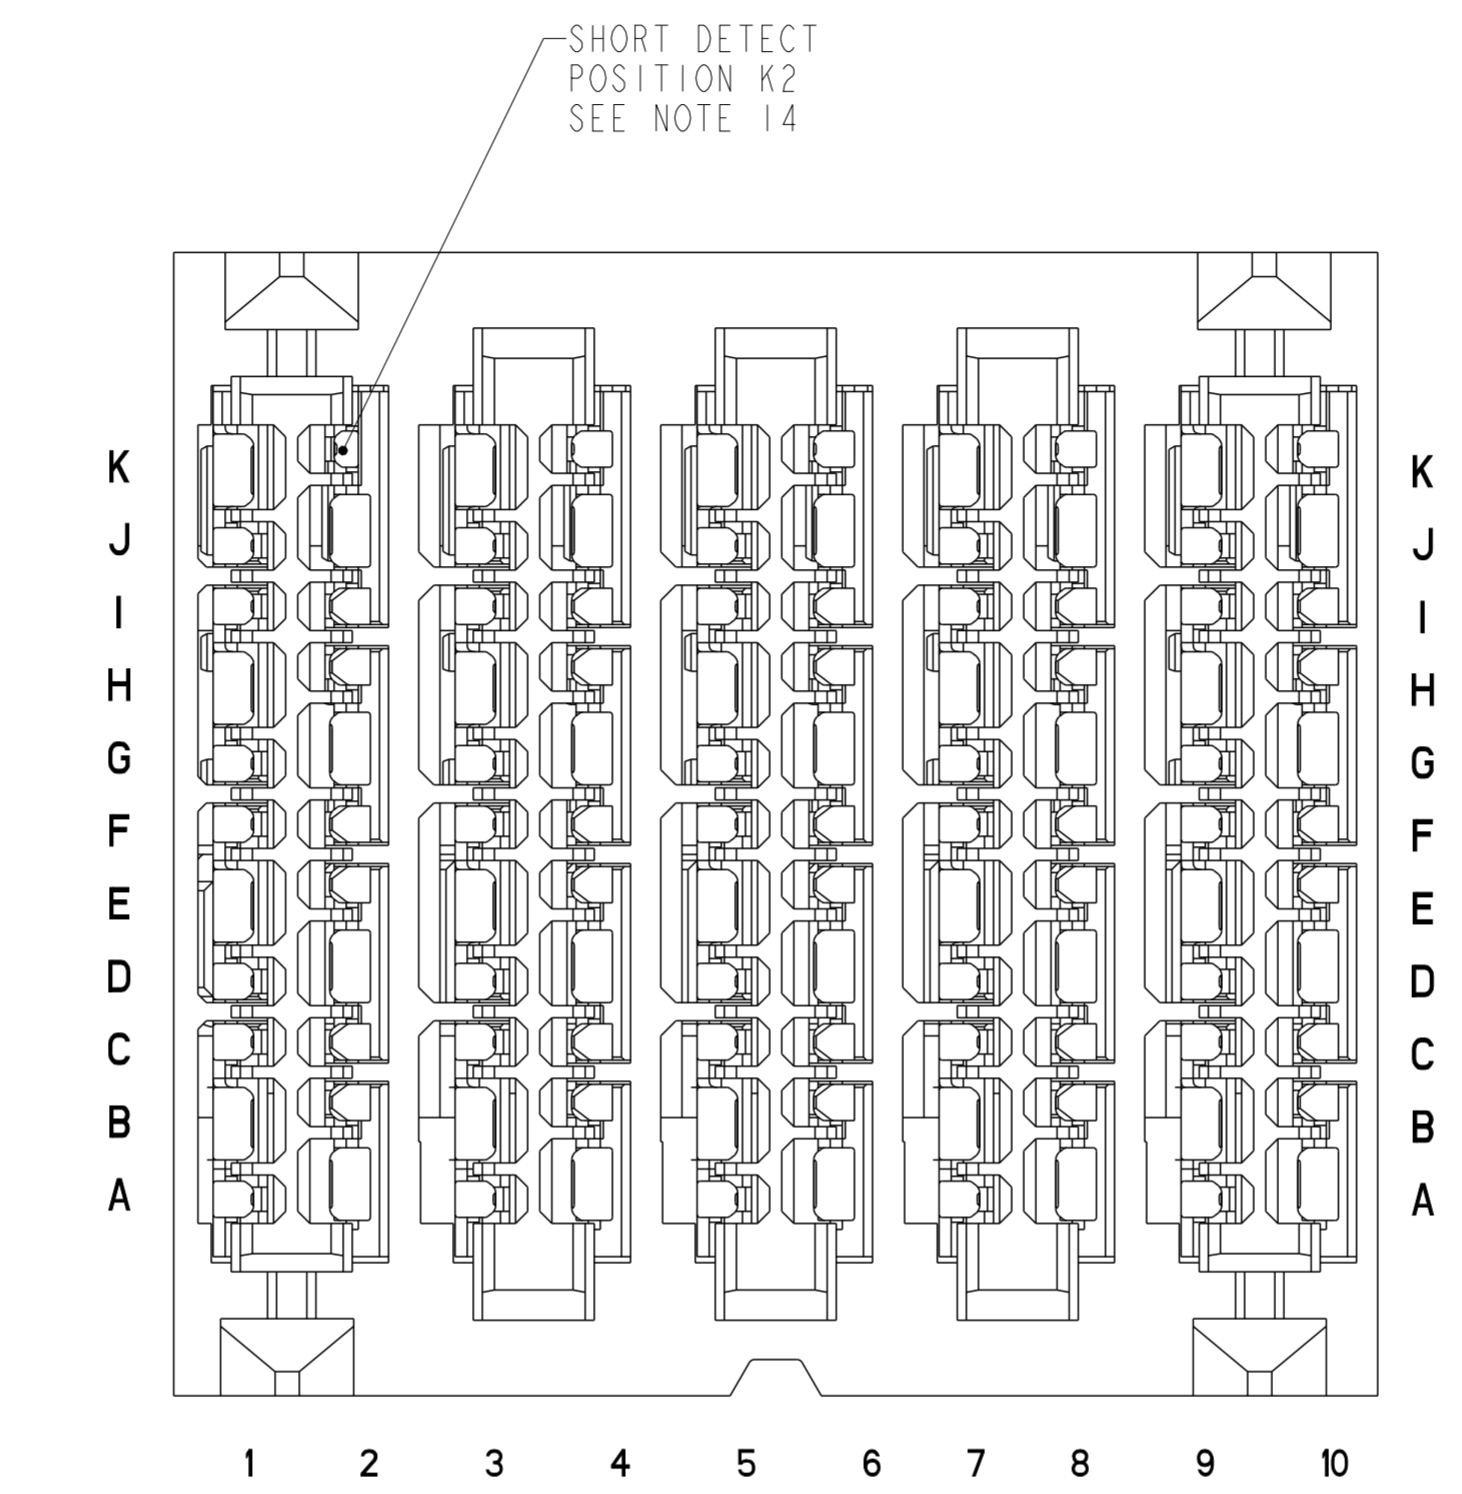 SHORT DETECT
POSITION K2
SEE NOTE 14
K K
J J
I I
H H
G G
F F
E E
D D
C C
B B
A A
1 2 3 4 5 6 7 8 9 10